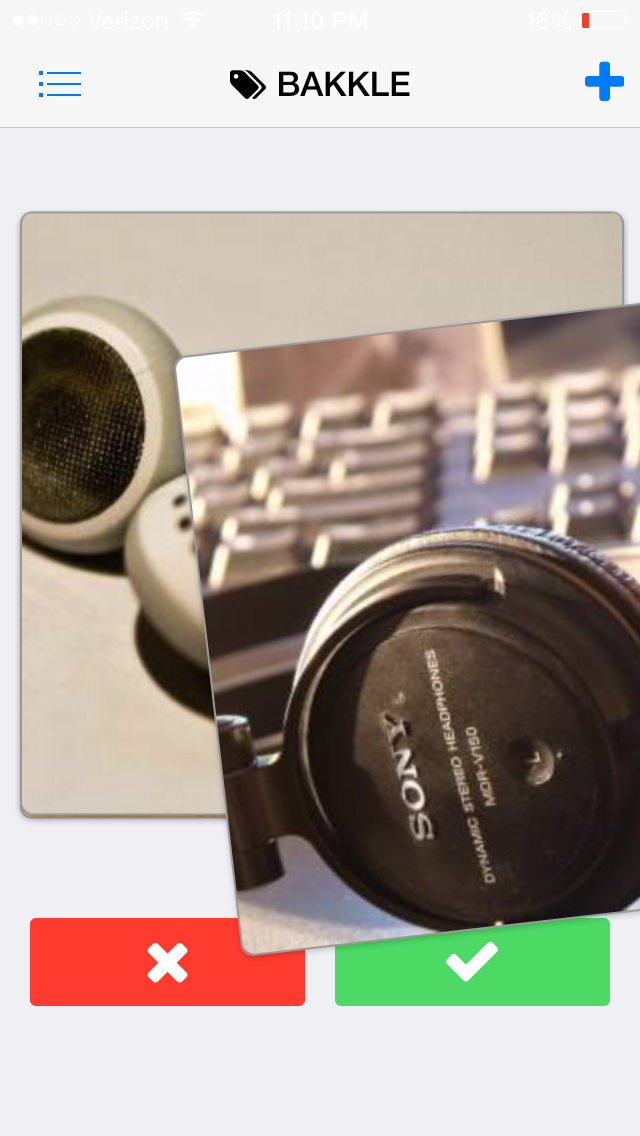 Verizon 11:10 PM 16%
BAKKLE
SONY
DYNAMIC STEREO HEADPHONES
MDR-V150
L